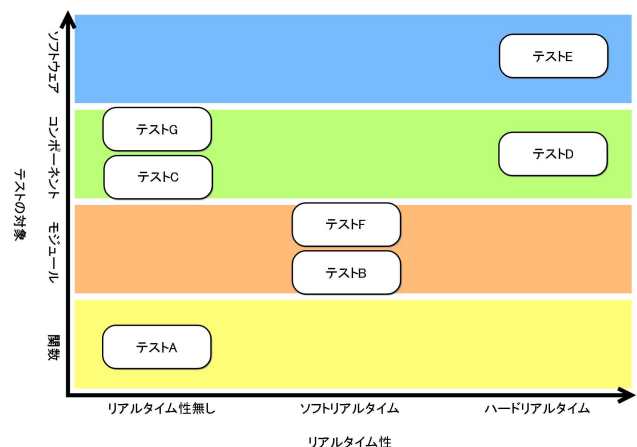 テストの対象
ソフトウェア
コンポーネント
モジュール
関数
テストE
テストG
テストD
テストC
テストF
テストB
テストA
リアルタイム性無し
ソフトリアルタイム
ハードリアルタイム
リアルタイム性